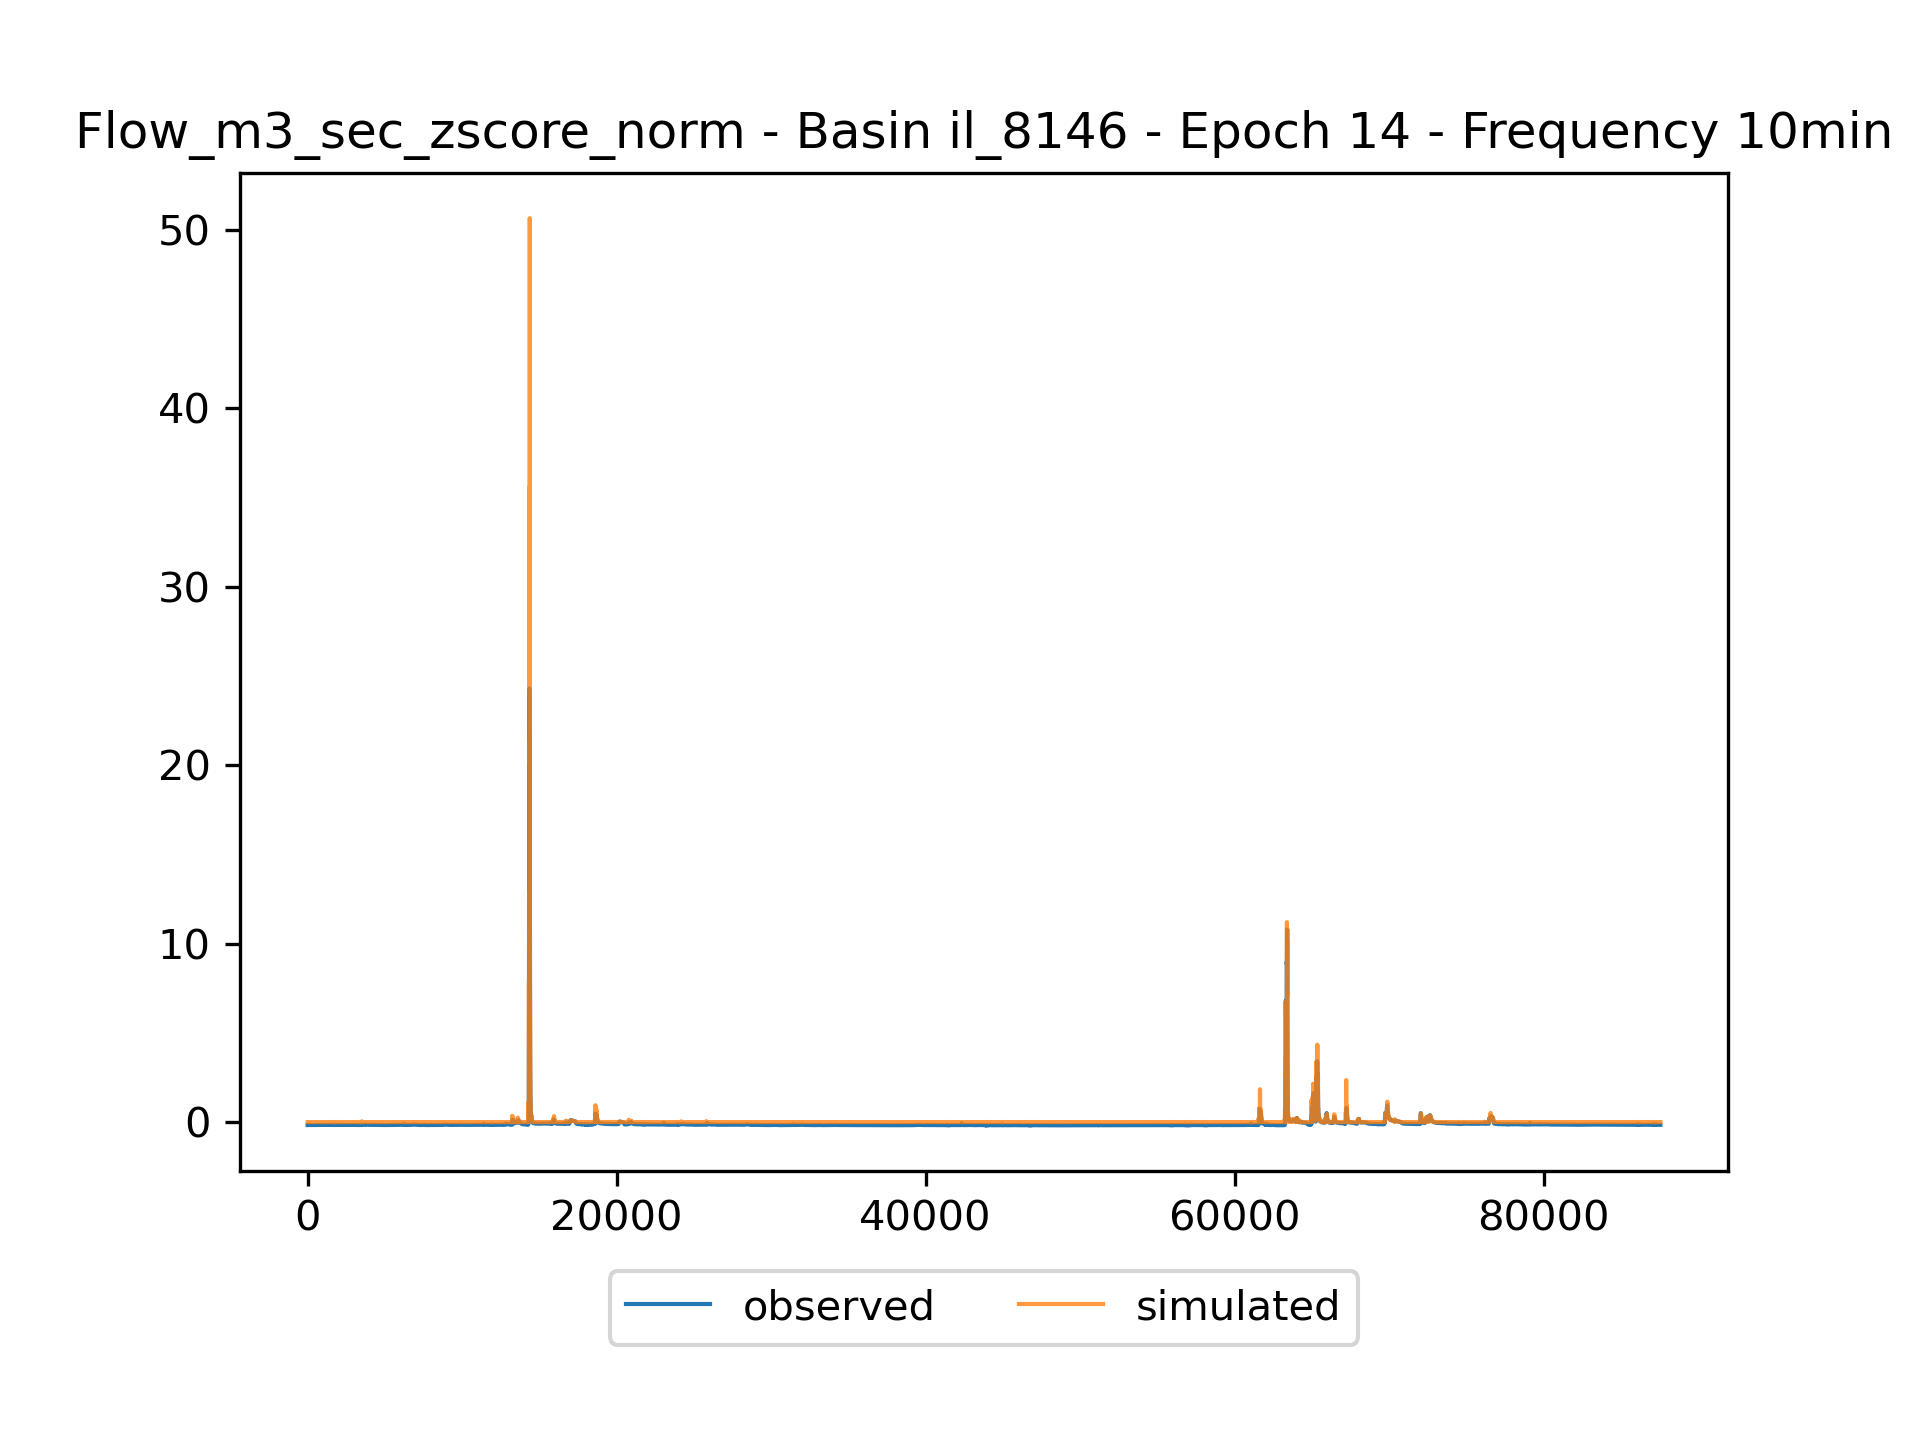 Flow_m3_sec_zscore_norm - Basin il_8146 - Epoch 14 - Frequency 10min
50
40
30
20
10
0
0 20000 40000 60000 80000
observed simulated